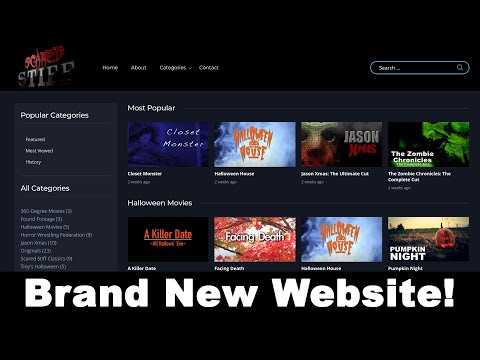 SCARED
STIFF
Home
About
Categories
Contact
Search ...
Popular Categories
Featured
Most Viewed
History
All Categories
360-Degree Movies (3)
Found Footage (3)
Halloween Movies (5)
Horror Wrestling Federation (9)
Jason Xmas (10)
Originals (23)
Scared Stiff Classics (9)
Tiny's Halloween (5)
Most Popular
Closet
Monster
Closet Monster
2 weeks ago
HALLOWEEN
HOUSE
Halloween House
2 weeks ago
JASON
XMAS
Jason Xmas: The Ultimate Cut
2 weeks ago
The Zombie
Chronicles
The Zombie Chronicles: The
Complete Cut
2 weeks ago
Halloween Movies
A KILLER DATE
A Killer Date
Facing Death
Facing Death
HALLOWEEN
HOUSE
Halloween House
PUMPKIN
NIGHT
Pumpkin Night
Brand New Website!